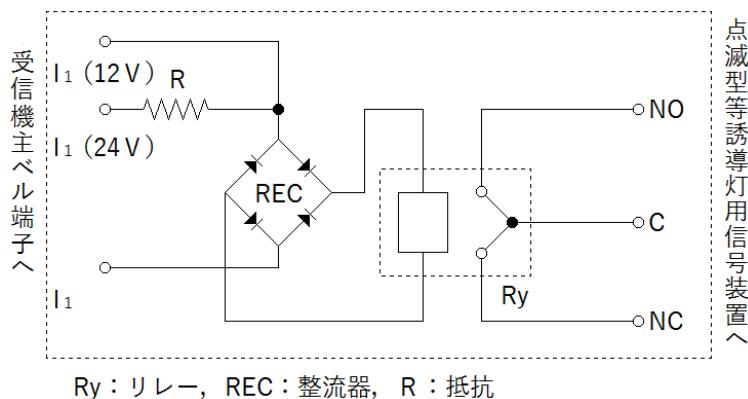 受信機主ベル端子へ
I₁（12Ｖ）
R
I₁（24Ｖ）
I₁
REC
Ry
NO
C
NC
点滅型等誘導灯用信号装置へ
Ry：リレー，REC：整流器，R：抵抗